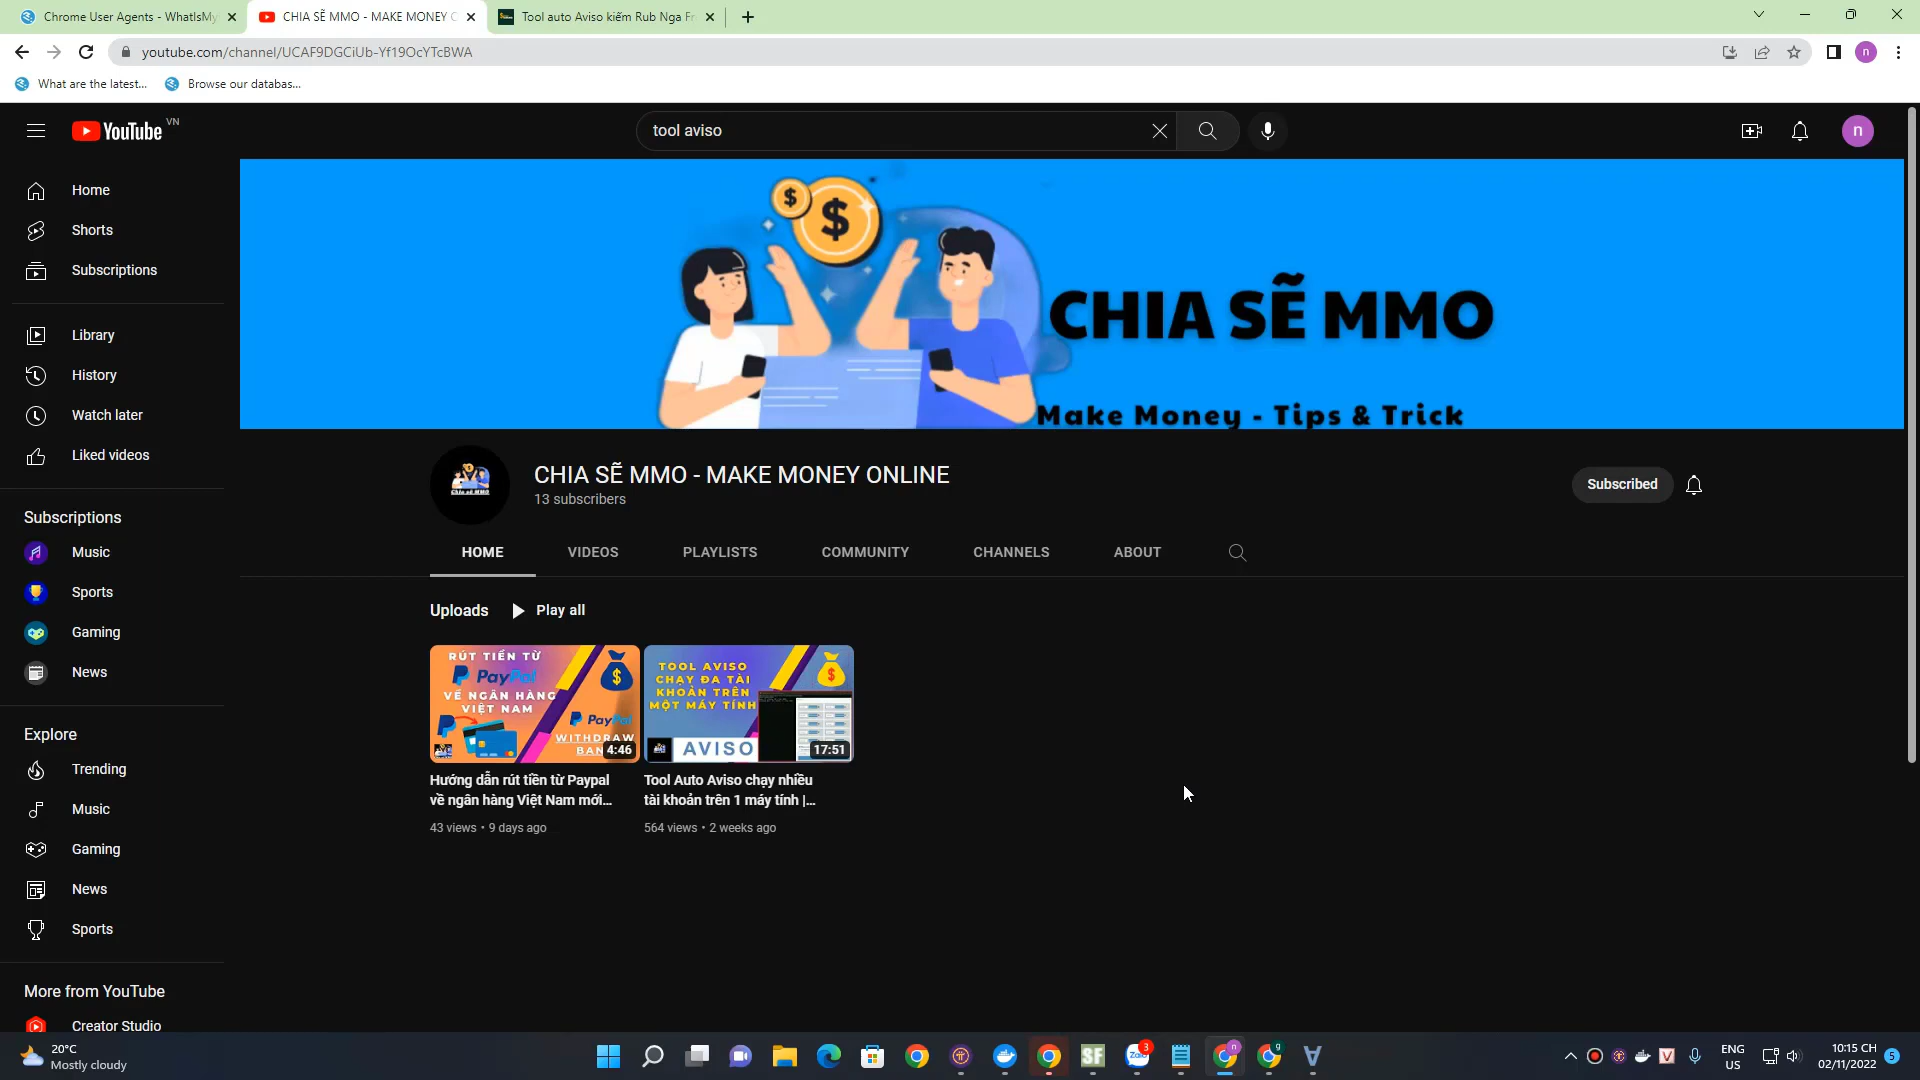 Chrome User Agents - WhatIsMy
CHIA SẼ MMO - MAKE MONEY O
Tool auto Aviso kiếm Rub Nga Fr
youtube.com/channel/UCAF9DGCiUb-Yf19OcYTcBWA
n
What are the latest...
Browse our databas...
YouTube VN
tool aviso
n
Home
Shorts
Subscriptions
Library
History
Watch later
Liked videos
Subscriptions
Music
Sports
Gaming
News
Explore
Trending
Music
Gaming
News
Sports
More from YouTube
Creator Studio
CHIA SẼ MMO
Make Money - Tips & Trick
CHIA SẼ MMO - MAKE MONEY ONLINE
13 subscribers
Subscribed
HOME
VIDEOS
PLAYLISTS
COMMUNITY
CHANNELS
ABOUT
Uploads
Play all
RÚT TIỀN TỪ
PayPal
VỀ NGÂN HÀNG
VIỆT NAM
PayPal
WITHDRAW
BAN
4:46
Hướng dẫn rút tiền từ Paypal
về ngân hàng Việt Nam mới...
43 views • 9 days ago
TOOL AVISO
CHẠY ĐA TÀI
KHOẢN TRÊN
MỘT MÁY TÍNH
AVISO
17:51
Tool Auto Aviso chạy nhiều
tài khoản trên 1 máy tính |...
564 views • 2 weeks ago
20°C
Mostly cloudy
SF
Zalo
3
n
g
V
ENG
US
10:15 CH
02/11/2022
5